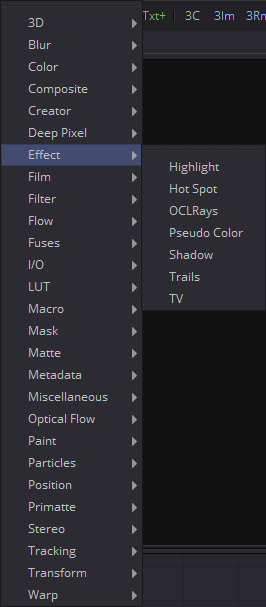 Txt+ 3C 3Im 3Rn
3D
Blur
Color
Composite
Creator
Deep Pixel
Effect
Film
Filter
Flow
Fuses
I/O
LUT
Macro
Mask
Matte
Metadata
Miscellaneous
Optical Flow
Paint
Particles
Position
Primatte
Stereo
Tracking
Transform
Warp
Highlight
Hot Spot
OCLRays
Pseudo Color
Shadow
Trails
TV